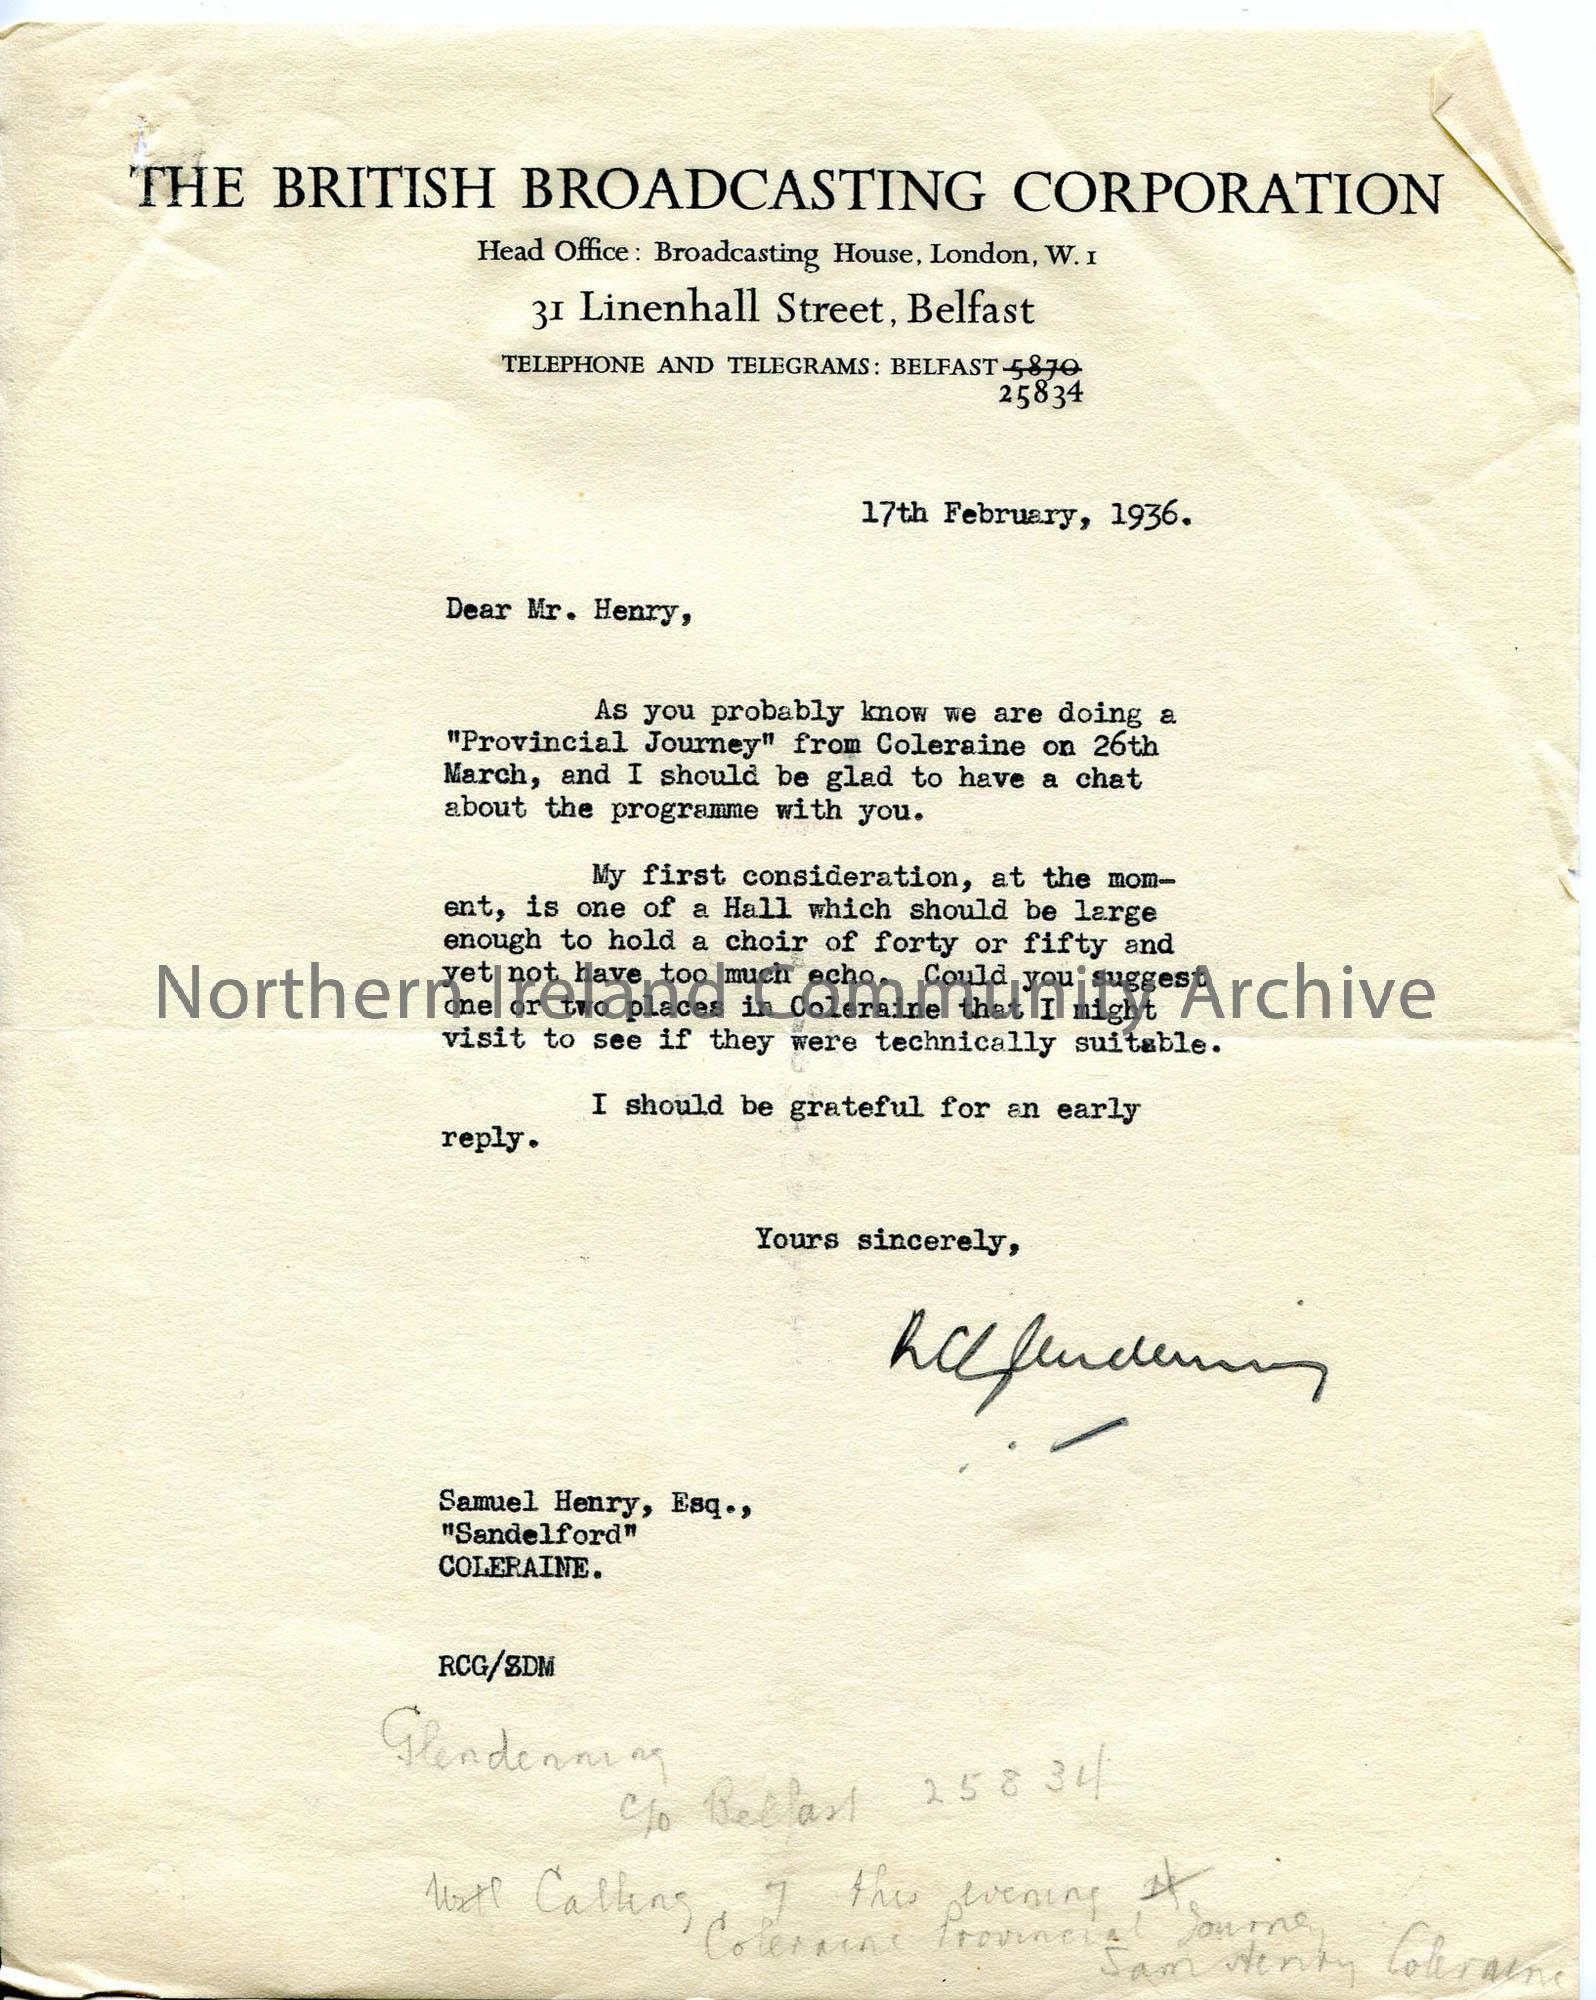 THE BRITISH BROADCASTING CORPORATION
Head Office: Broadcasting House, London, W. 1
31 Linenhall Street, Belfast
TELEPHONE AND TELEGRAMS: BELFAST 5870
25834
17th February, 1936.
Dear Mr. Henry,
As you probably know we are doing a
"Provincial Journey" from Coleraine on 26th
March, and I should be glad to have a chat
about the programme with you.
My first consideration, at the mom-
ent, is one of a Hall which should be large
enough to hold a choir of forty or fifty and
yet not have too much echo. Could you suggest
one or two places in Coleraine that I might
visit to see if they were technically suitable.
Northern Ireland Community Archive
I should be grateful for an early
reply.
Yours sincerely,
RCGlendenning
Samuel Henry, Esq.,
"Sandelford"
COLERAINE.
RCG/SDM
Glendenning
c/o Belfast 25834
Calling 7 this evening
Coleraine Provincial Journey
Sam Henry Coleraine